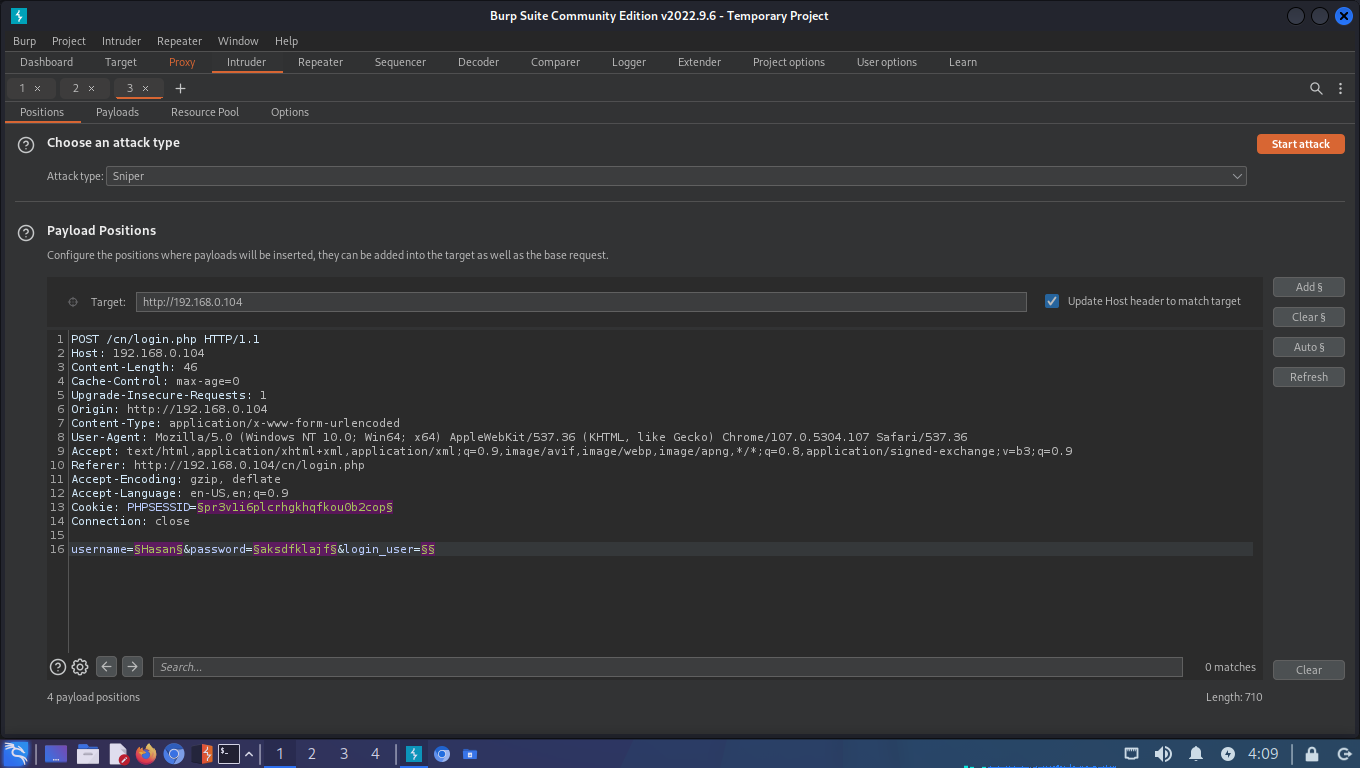 Burp Suite Community Edition v2022.9.6 - Temporary Project
Burp Project Intruder Repeater Window Help
Dashboard Target Proxy Intruder Repeater Sequencer Decoder Comparer Logger Extender Project options User options Learn
1 × 2 × 3 × +
Positions Payloads Resource Pool Options
? Choose an attack type
Start attack
Attack type: Sniper
? Payload Positions
Configure the positions where payloads will be inserted, they can be added into the target as well as the base request.
Target: http://192.168.0.104 Update Host header to match target
Add §
Clear §
Auto §
Refresh
1 POST /cn/login.php HTTP/1.1
2 Host: 192.168.0.104
3 Content-Length: 46
4 Cache-Control: max-age=0
5 Upgrade-Insecure-Requests: 1
6 Origin: http://192.168.0.104
7 Content-Type: application/x-www-form-urlencoded
8 User-Agent: Mozilla/5.0 (Windows NT 10.0; Win64; x64) AppleWebKit/537.36 (KHTML, like Gecko) Chrome/107.0.5304.107 Safari/537.36
9 Accept: text/html,application/xhtml+xml,application/xml;q=0.9,image/avif,image/webp,image/apng,*/*;q=0.8,application/signed-exchange;v=b3;q=0.9
10 Referer: http://192.168.0.104/cn/login.php
11 Accept-Encoding: gzip, deflate
12 Accept-Language: en-US,en;q=0.9
13 Cookie: PHPSESSID=§pr3v1i6plcrhgkhqfkou0b2cop§
14 Connection: close
15
16 username=§Hasan§&password=§aksdfklajf§&login_user=§§
? Search... 0 matches Clear
4 payload positions Length: 710
1 2 3 4 4:09